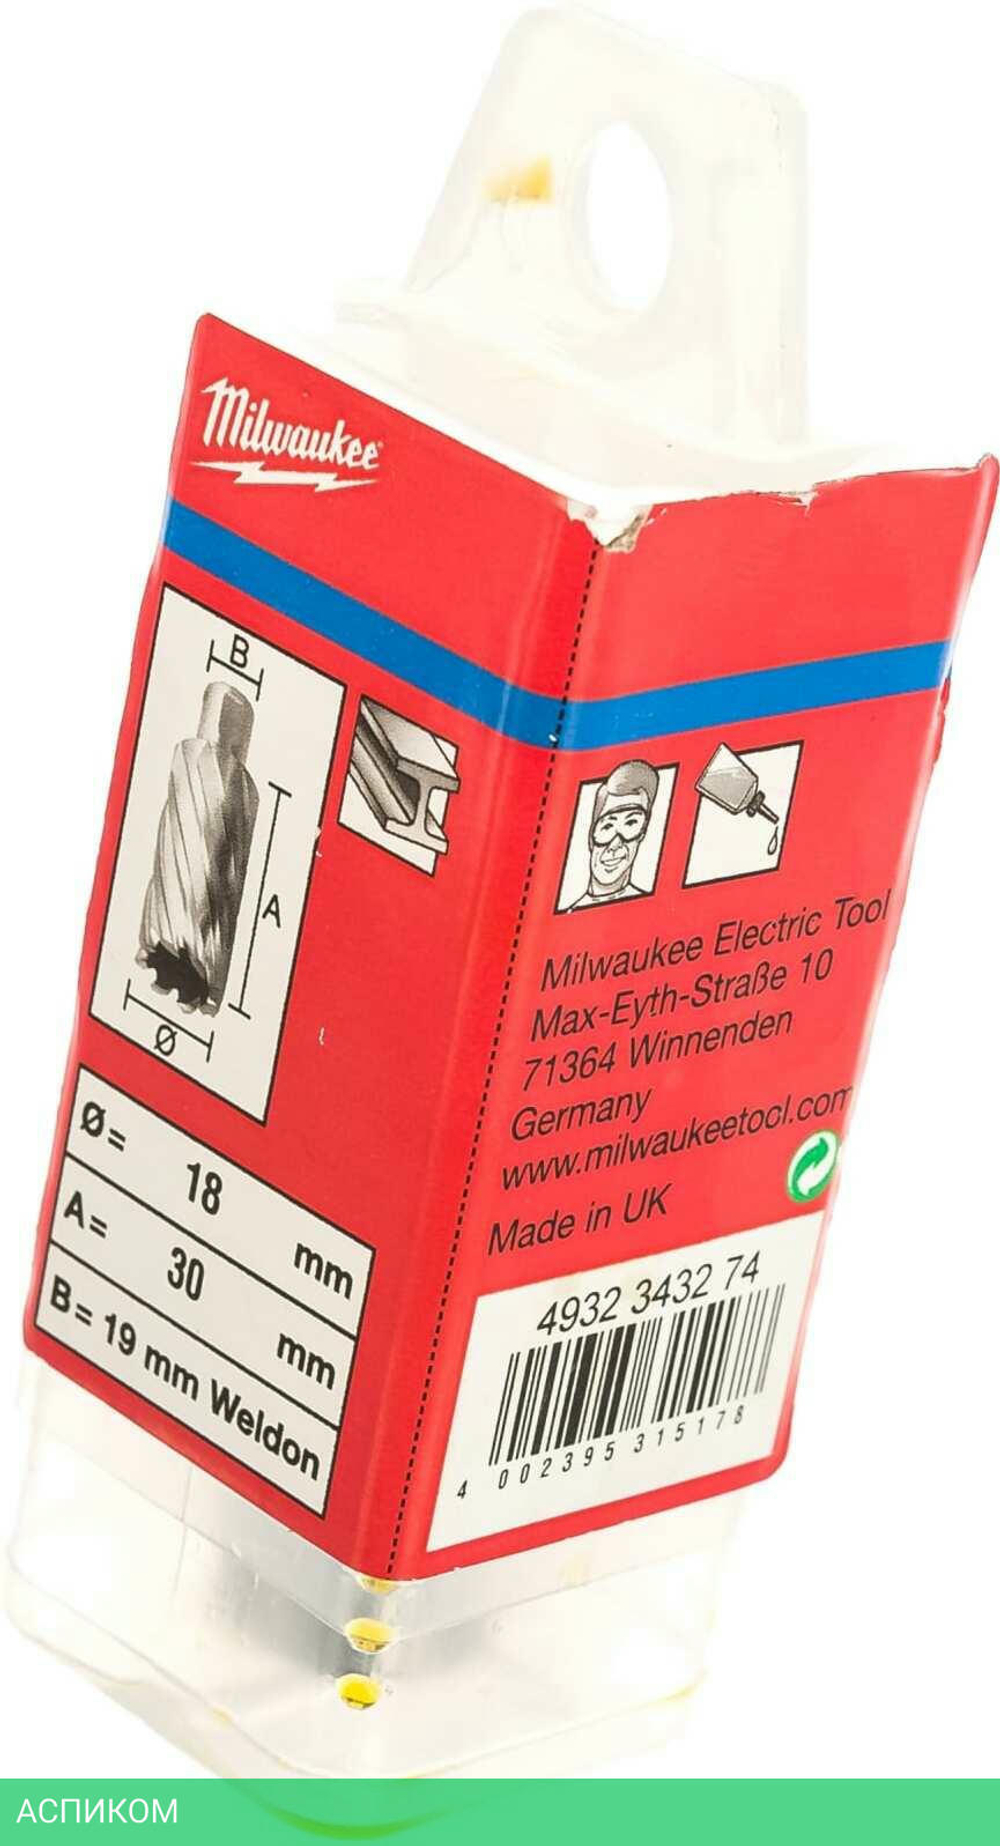 Milwaukee
B
A
Ø
Ø= 18 mm
A= 30 mm
B= 19 mm Weldon
Milwaukee Electric Tool
Max-Eyth-Straße 10
71364 Winnenden
Germany
www.milwaukeetool.com
Made in UK
4932 3432 74
4 002395 315178
АСПИКОМ